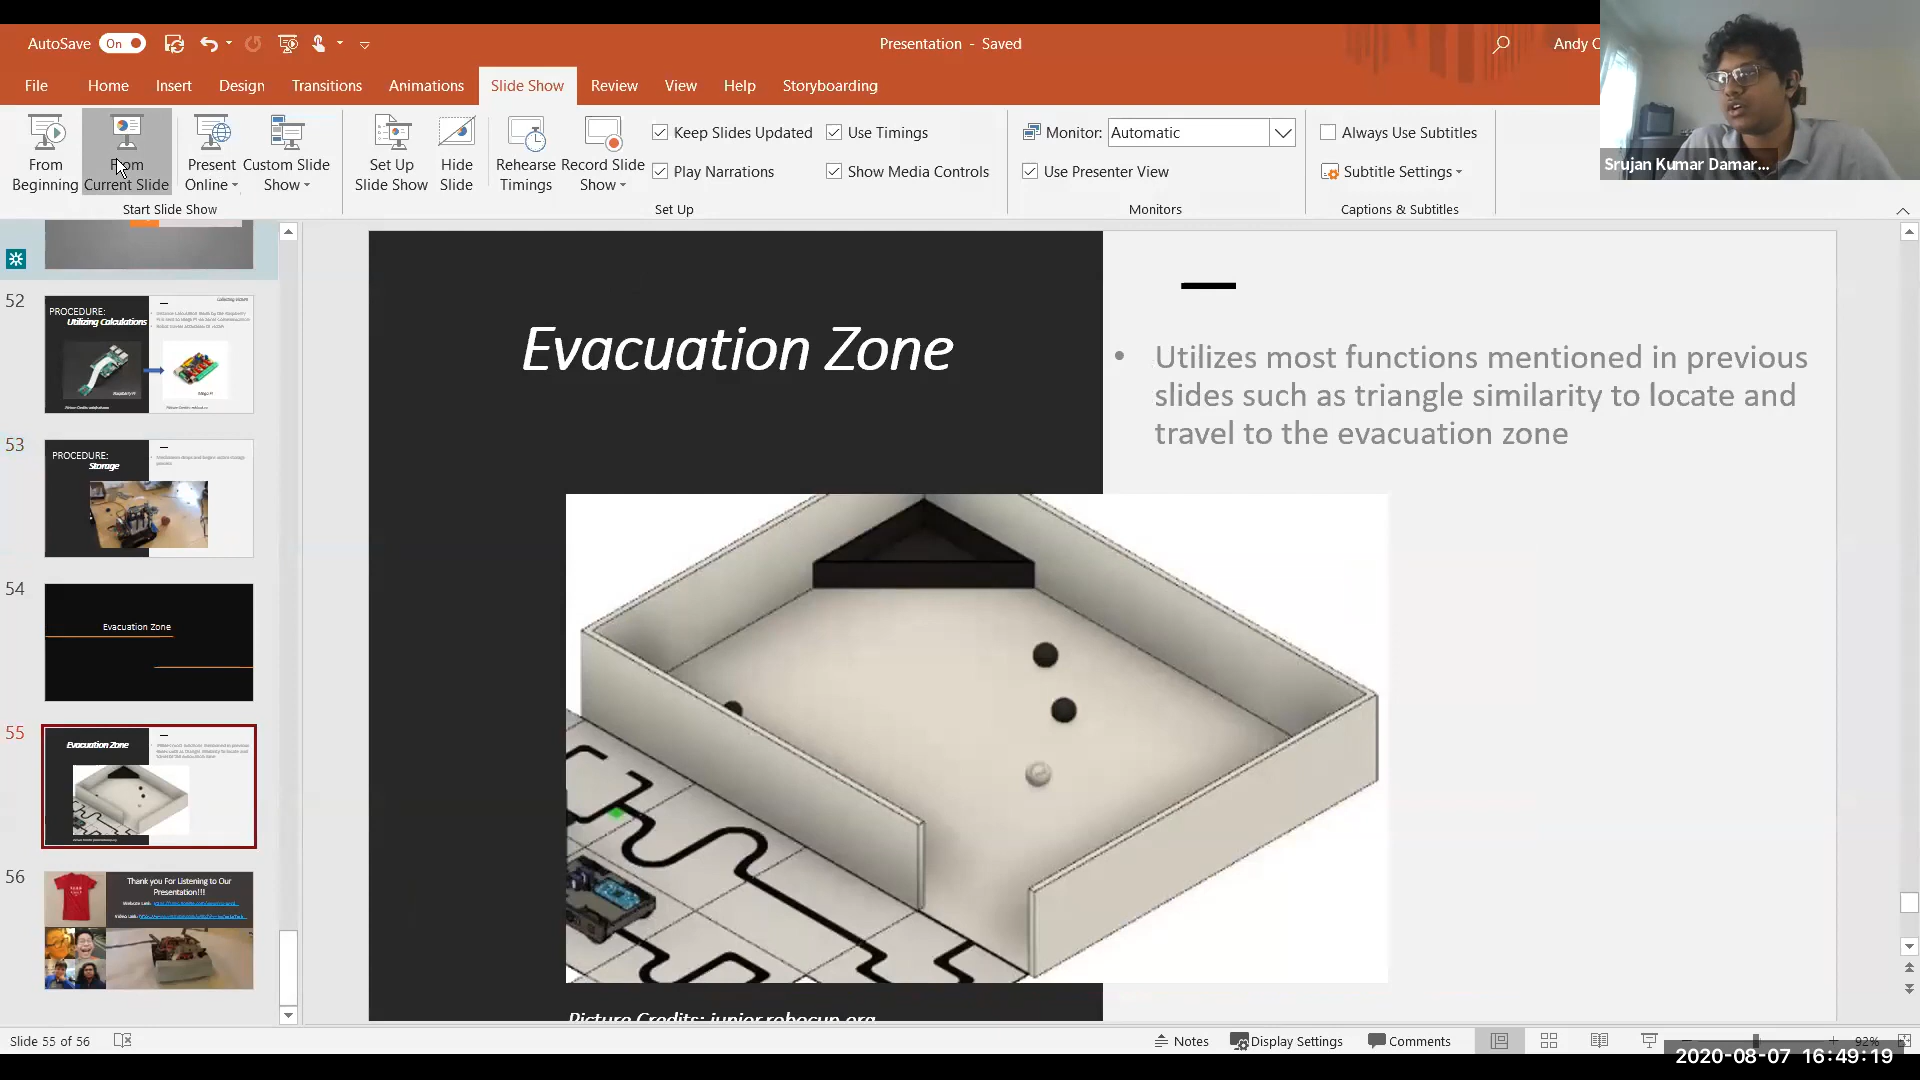 AutoSave On
Presentation - Saved
Andy C
File Home Insert Design Transitions Animations Slide Show Review View Help Storyboarding
From Beginning
From Current Slide
Present Online
Custom Slide Show
Start Slide Show
Set Up Slide Show
Hide Slide
Rehearse Timings
Record Slide Show
Keep Slides Updated
Play Narrations
Use Timings
Show Media Controls
Set Up
Monitor: Automatic
Use Presenter View
Monitors
Always Use Subtitles
Subtitle Settings
Captions & Subtitles
Srujan Kumar Damar...
52
PROCEDURE:
Utilizing Calculations
53
PROCEDURE:
Storage
54
Evacuation Zone
55
Evacuation Zone
56
Thank you For Listening to Our
Presentation!!!
Website Link:
Video Link:
Evacuation Zone
• Utilizes most functions mentioned in previous
slides such as triangle similarity to locate and
travel to the evacuation zone
Picture Credits: junior.robocup.org
Slide 55 of 56
Notes
Display Settings
Comments
92%
2020-08-07 16:49:19